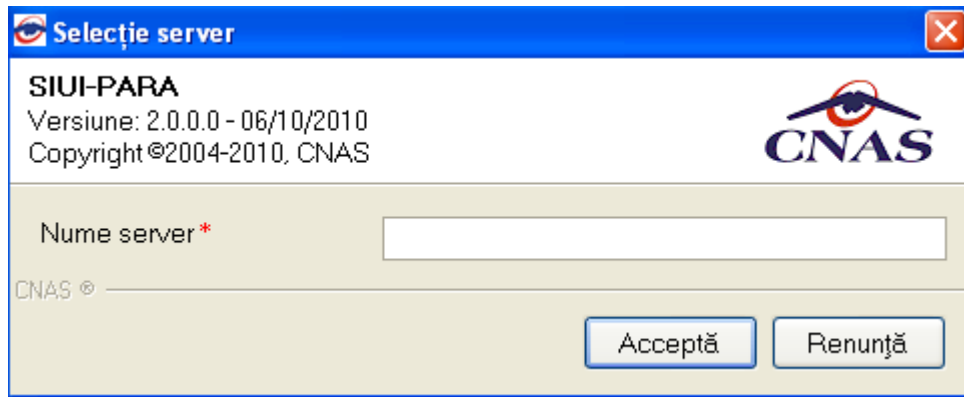 Selecție server
SIUI-PARA
Versiune: 2.0.0.0 - 06/10/2010
Copyright ©2004-2010, CNAS
CNAS
Nume server *
CNAS ®
Acceptă Renunţă